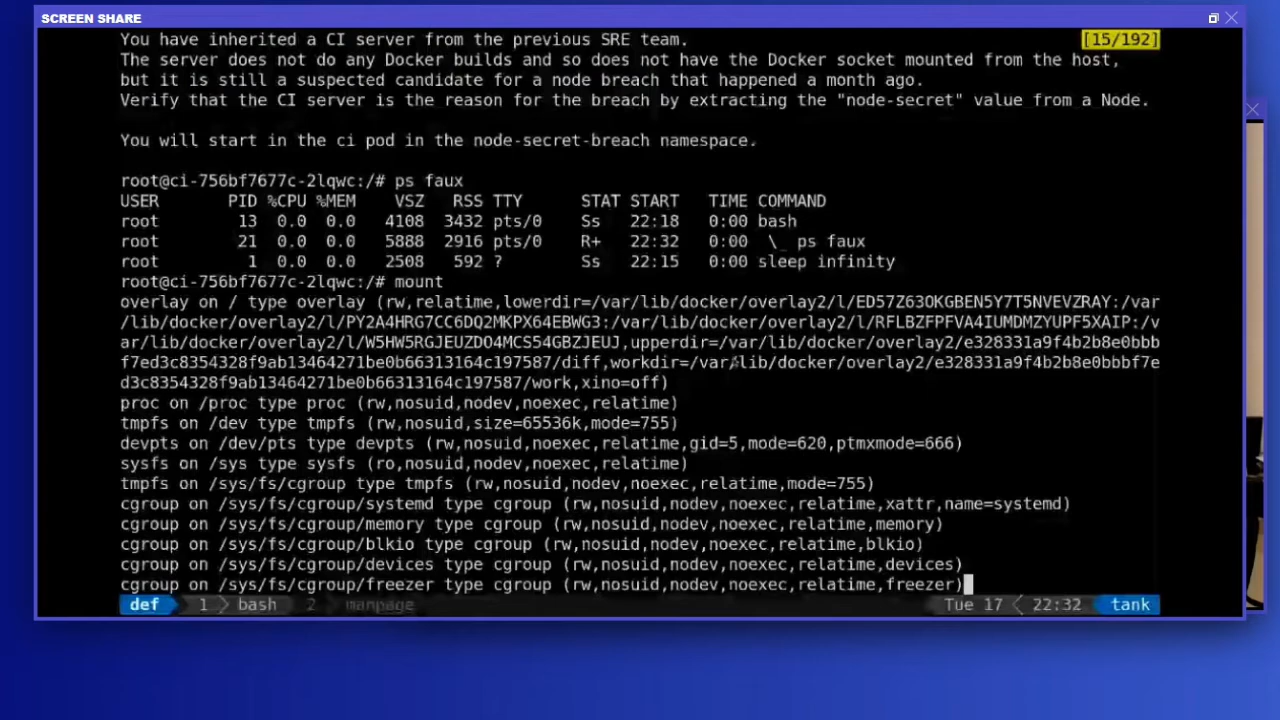 SCREEN SHARE
You have inherited a CI server from the previous SRE team. [15/192]
The server does not do any Docker builds and so does not have the Docker socket mounted from the host,
but it is still a suspected candidate for a node breach that happened a month ago.
Verify that the CI server is the reason for the breach by extracting the "node-secret" value from a Node.
You will start in the ci pod in the node-secret-breach namespace.
root@ci-756bf7677c-2lqwc:/# ps faux
USER PID %CPU %MEM VSZ RSS TTY STAT START TIME COMMAND
root 13 0.0 0.0 4108 3432 pts/0 Ss 22:18 0:00 bash
root 21 0.0 0.0 5888 2916 pts/0 R+ 22:32 0:00 \_ ps faux
root 1 0.0 0.0 2508 592 ? Ss 22:15 0:00 sleep infinity
root@ci-756bf7677c-2lqwc:/# mount
overlay on / type overlay (rw,relatime,lowerdir=/var/lib/docker/overlay2/l/ED57Z63OKGBEN5Y7T5NVEVZRAY:/var
/lib/docker/overlay2/l/PY2A4HRG7CC6DQ2MKPX64EBWG3:/var/lib/docker/overlay2/l/RFLBZFPFVA4IUMDMZYUPF5XAIP:/v
ar/lib/docker/overlay2/l/W5HW5RGJEUZDO4MCS54GBZJEUJ,upperdir=/var/lib/docker/overlay2/e328331a9f4b2b8e0bbb
f7ed3c8354328f9ab13464271be0b66313164c197587/diff,workdir=/var/lib/docker/overlay2/e328331a9f4b2b8e0bbbf7e
d3c8354328f9ab13464271be0b66313164c197587/work,xino=off)
proc on /proc type proc (rw,nosuid,nodev,noexec,relatime)
tmpfs on /dev type tmpfs (rw,nosuid,size=65536k,mode=755)
devpts on /dev/pts type devpts (rw,nosuid,noexec,relatime,gid=5,mode=620,ptmxmode=666)
sysfs on /sys type sysfs (ro,nosuid,nodev,noexec,relatime)
tmpfs on /sys/fs/cgroup type tmpfs (rw,nosuid,nodev,noexec,relatime,mode=755)
cgroup on /sys/fs/cgroup/systemd type cgroup (rw,nosuid,nodev,noexec,relatime,xattr,name=systemd)
cgroup on /sys/fs/cgroup/memory type cgroup (rw,nosuid,nodev,noexec,relatime,memory)
cgroup on /sys/fs/cgroup/blkio type cgroup (rw,nosuid,nodev,noexec,relatime,blkio)
cgroup on /sys/fs/cgroup/devices type cgroup (rw,nosuid,nodev,noexec,relatime,devices)
cgroup on /sys/fs/cgroup/freezer type cgroup (rw,nosuid,nodev,noexec,relatime,freezer)
def 1 bash 2 manpage Tue 17 22:32 tank